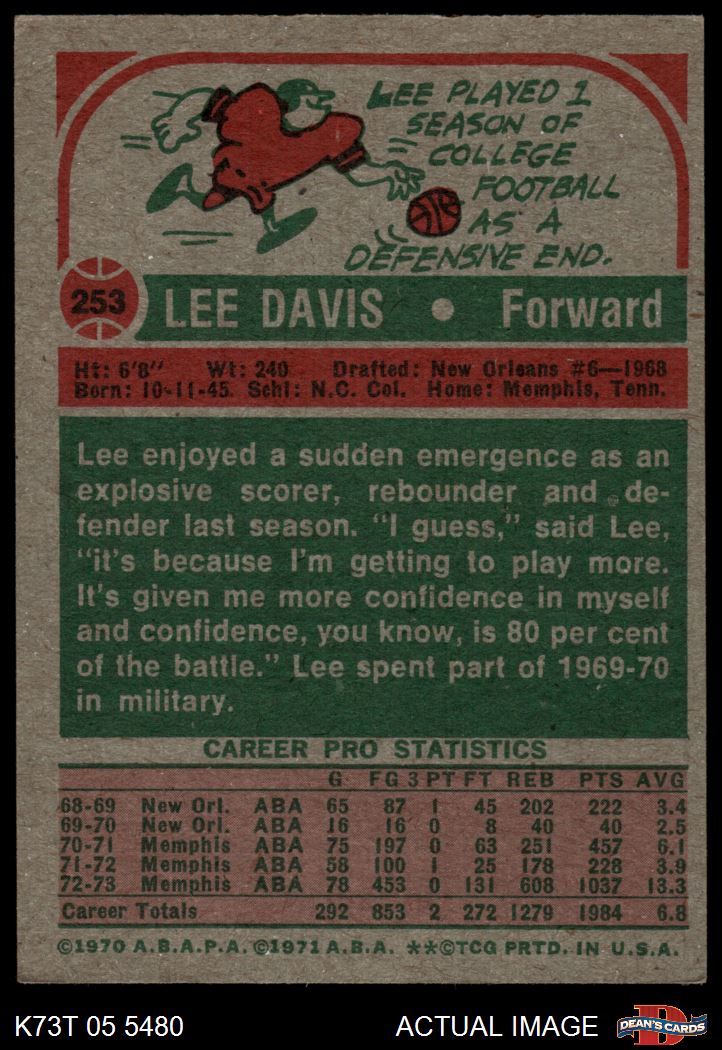 LEE PLAYED 1
SEASON OF
COLLEGE
FOOTBALL
AS A
DEFENSIVE END.
253 LEE DAVIS • Forward
Ht: 6'8" Wt: 240 Drafted: New Orleans #6—1968
Born: 10-11-45 Schl: N.C. Col. Home: Memphis, Tenn.
Lee enjoyed a sudden emergence as an
explosive scorer, rebounder and de-
fender last season. "I guess," said Lee,
"it's because I'm getting to play more.
It's given me more confidence in myself
and confidence, you know, is 80 per cent
of the battle." Lee spent part of 1969-70
in military.
CAREER PRO STATISTICS
G FG 3 PT FT REB PTS AVG
68-69 New Orl. ABA 65 87 1 45 202 222 3.4
69-70 New Orl. ABA 16 16 0 8 40 40 2.5
70-71 Memphis ABA 75 197 0 63 251 457 6.1
71-72 Memphis ABA 58 100 1 25 178 228 3.9
72-73 Memphis ABA 78 453 0 131 608 1037 13.3
Career Totals 292 853 2 272 1279 1984 6.8
©1970 A.B.A.P.A. ©1971 A.B.A. **©TCG PRTD. IN U.S.A.
K73T 05 5480 ACTUAL IMAGE D DEAN'S CARDS